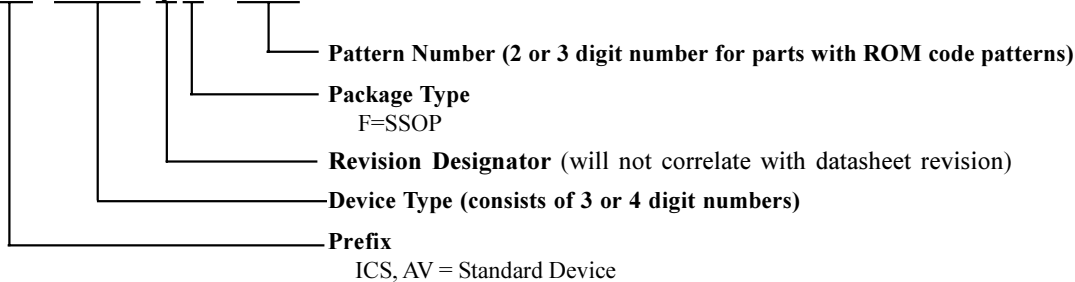 Pattern Number (2 or 3 digit number for parts with ROM code patterns)
Package Type
F=SSOP
Revision Designator (will not correlate with datasheet revision)
Device Type (consists of 3 or 4 digit numbers)
Prefix
ICS, AV = Standard Device